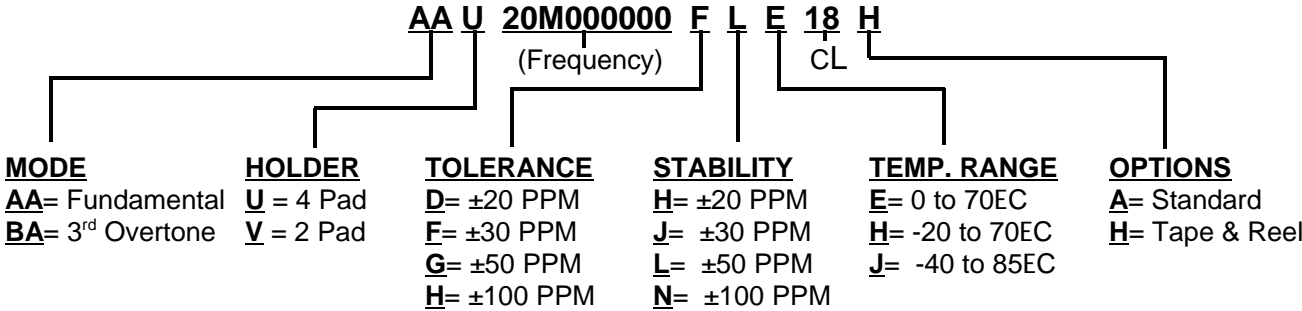 AA U 20M000000 F L E 18 H
(Frequency) CL
MODE HOLDER TOLERANCE STABILITY TEMP. RANGE OPTIONS
AA= Fundamental U = 4 Pad D= ±20 PPM H= ±20 PPM E= 0 to 70EC A= Standard
BA= 3rd Overtone V = 2 Pad F= ±30 PPM J= ±30 PPM H= -20 to 70EC H= Tape & Reel
G= ±50 PPM L= ±50 PPM J= -40 to 85EC
H= ±100 PPM N= ±100 PPM